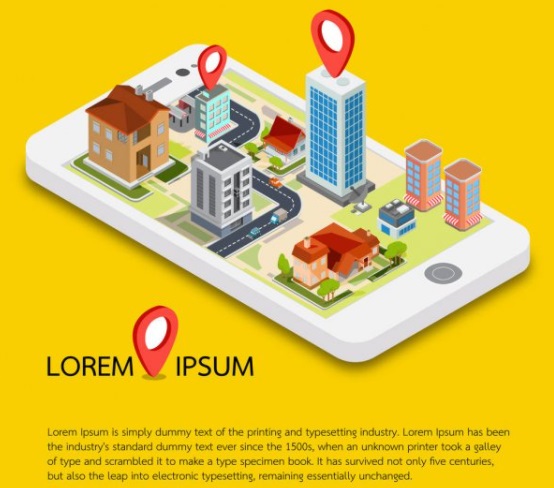 LOREM IPSUM
Lorem Ipsum is simply dummy text of the printing and typesetting industry. Lorem Ipsum has been
the industry's standard dummy text ever since the 1500s, when an unknown printer took a galley
of type and scrambled it to make a type specimen book. It has survived not only five centuries,
but also the leap into electronic typesetting, remaining essentially unchanged.